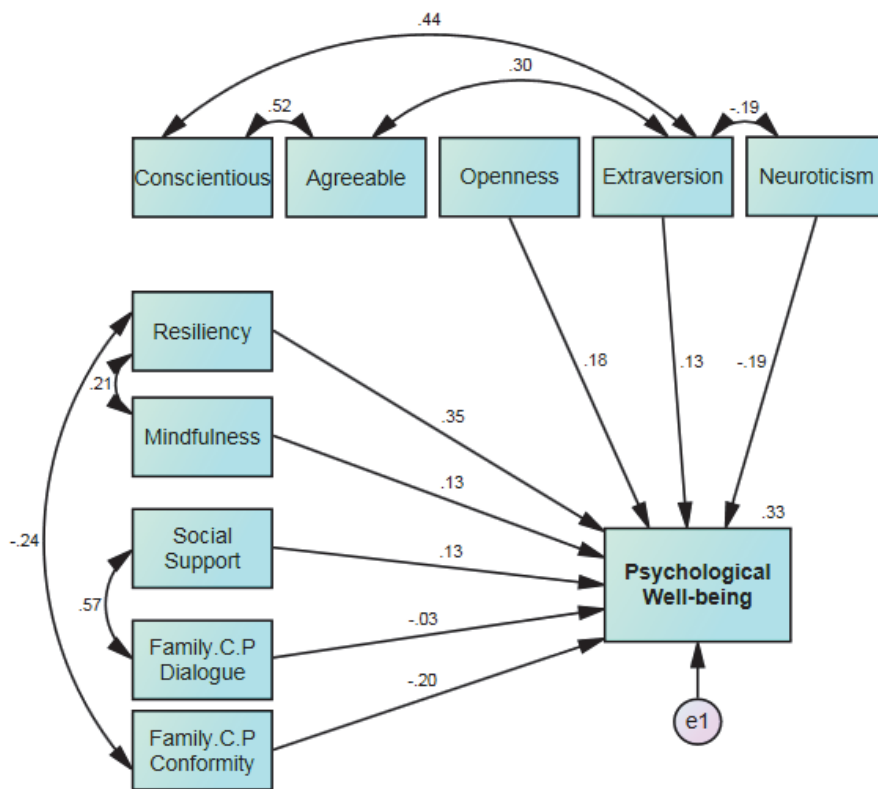 .44
.30
.52
-.19
Conscientious
Agreeable
Openness
Extraversion
Neuroticism
Resiliency
.21
Mindfulness
.18
.13
-.19
.35
.13
-.24
Social
Support
.13
.33
Psychological
Well-being
.57
-.03
Family.C.P
Dialogue
-.20
Family.C.P
Conformity
e1